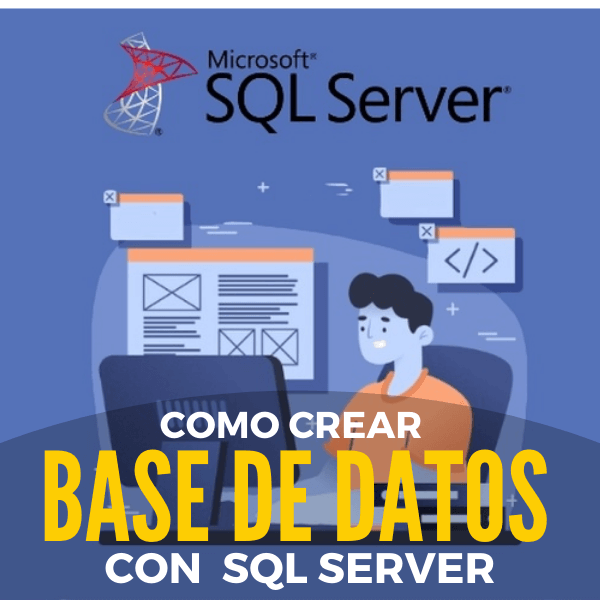 Microsoft®
SQL Server®
</>
COMO CREAR
BASE DE DATOS
CON SQL SERVER